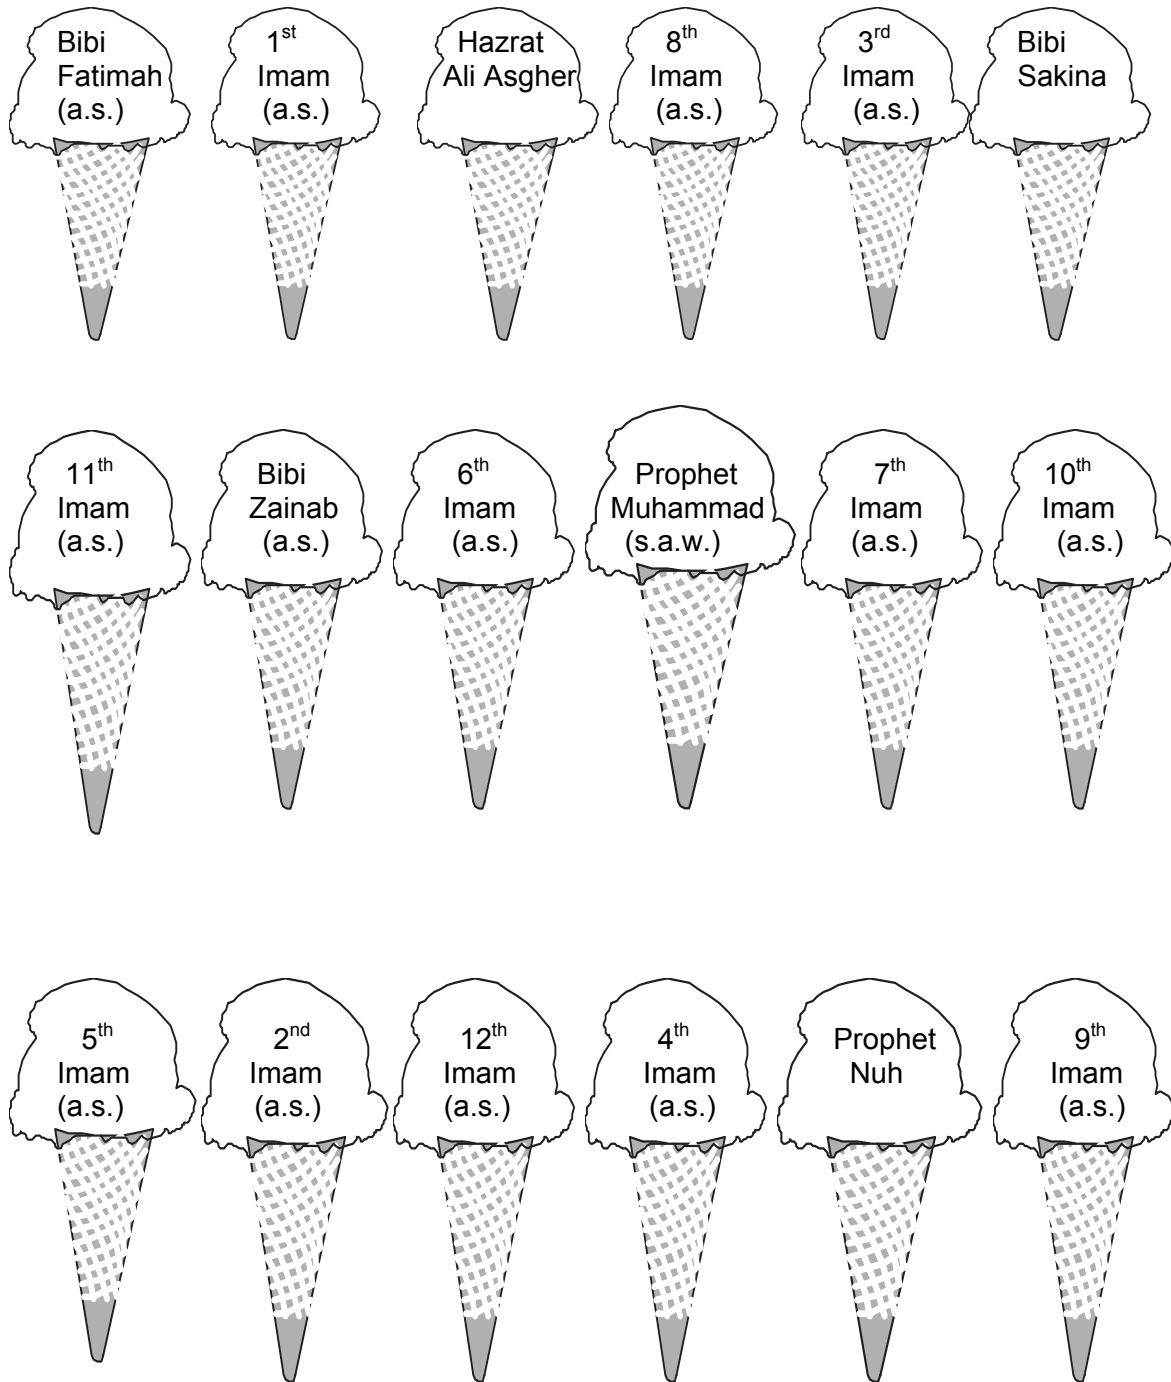 Bibi
Fatimah
(a.s.)
1st
Imam
(a.s.)
Hazrat
Ali Asgher
8th
Imam
(a.s.)
3rd
Imam
(a.s.)
Bibi
Sakina
11th
Imam
(a.s.)
Bibi
Zainab
(a.s.)
6th
Imam
(a.s.)
Prophet
Muhammad
(s.a.w.)
7th
Imam
(a.s.)
10th
Imam
(a.s.)
5th
Imam
(a.s.)
2nd
Imam
(a.s.)
12th
Imam
(a.s.)
4th
Imam
(a.s.)
Prophet
Nuh
9th
Imam
(a.s.)